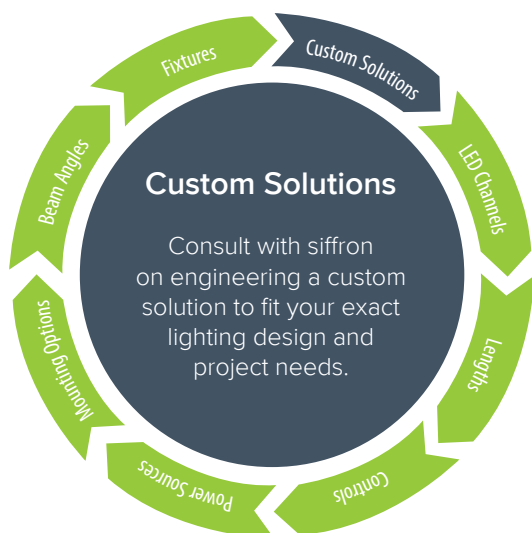 Fixtures
Custom Solutions
LED Channels
Lengths
Controls
Power Sources
Mounting Options
Beam Angles
Custom Solutions
Consult with siffron
on engineering a custom
solution to fit your exact
lighting design and
project needs.